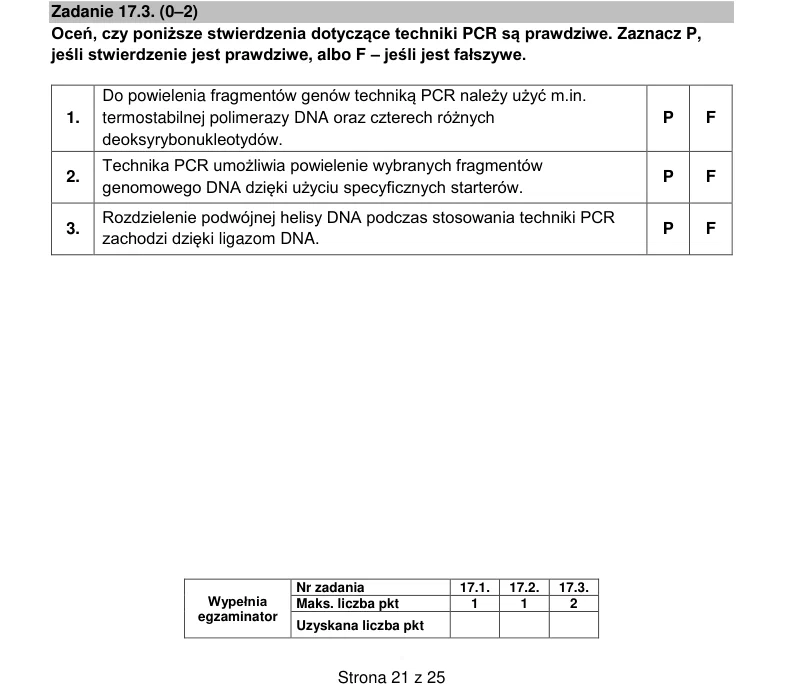 Zadanie 17.3. (0–2)
Oceń, czy poniższe stwierdzenia dotyczące techniki PCR są prawdziwe. Zaznacz P,
jeśli stwierdzenie jest prawdziwe, albo F – jeśli jest fałszywe.
1. Do powielenia fragmentów genów techniką PCR należy użyć m.in.
termostabilnej polimerazy DNA oraz czterech różnych P F
deoksyrybonukleotydów.
2. Technika PCR umożliwia powielenie wybranych fragmentów P F
genomowego DNA dzięki użyciu specyficznych starterów.
3. Rozdzielenie podwójnej helisy DNA podczas stosowania techniki PCR P F
zachodzi dzięki ligazom DNA.
Wypełnia
egzaminator
Nr zadania 17.1. 17.2. 17.3.
Maks. liczba pkt 1 1 2
Uzyskana liczba pkt
Strona 21 z 25